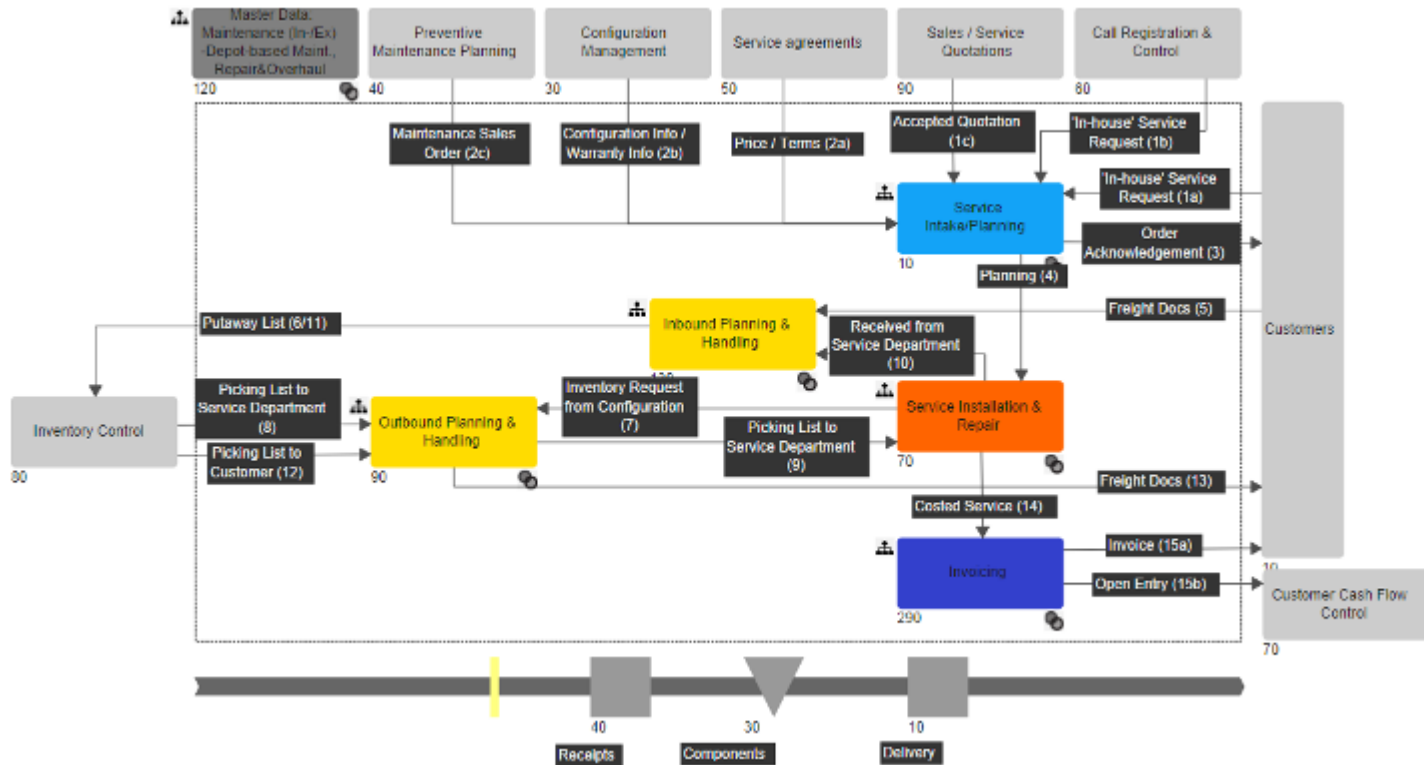 Master Data:
Maintenance (In-/Ex)
-Depot-based Maint.,
Repair&Overhaul
120
Preventive
Maintenance Planning
40
Configuration
Management
30
Service agreements
50
Sales / Service
Quotations
90
Call Registration &
Control
60
Maintenance Sales
Order (2c)
Configuration Info /
Warranty Info (2b)
Price / Terms (2a)
Accepted Quotation
(1c)
'In-house' Service
Request (1b)
'In-house' Service
Request (1a)
Service
Intake/Planning
10
Order
Acknowledgement (3)
Planning (4)
Putaway List (6/11)
Inbound Planning &
Handling
Freight Docs (5)
Customers
Received from
Service Department
(10)
Picking List to
Service Department
(8)
Inventory Request
from Configuration
(7)
Service Installation &
Repair
70
Inventory Control
80
Outbound Planning &
Handling
90
Picking List to
Service Department
(9)
Picking List to
Customer (12)
Freight Docs (13)
Costed Service (14)
Invoicing
290
Invoice (15a)
10
Open Entry (15b)
Customer Cash Flow
Control
70
40
Receipts
30
Components
10
Delivery